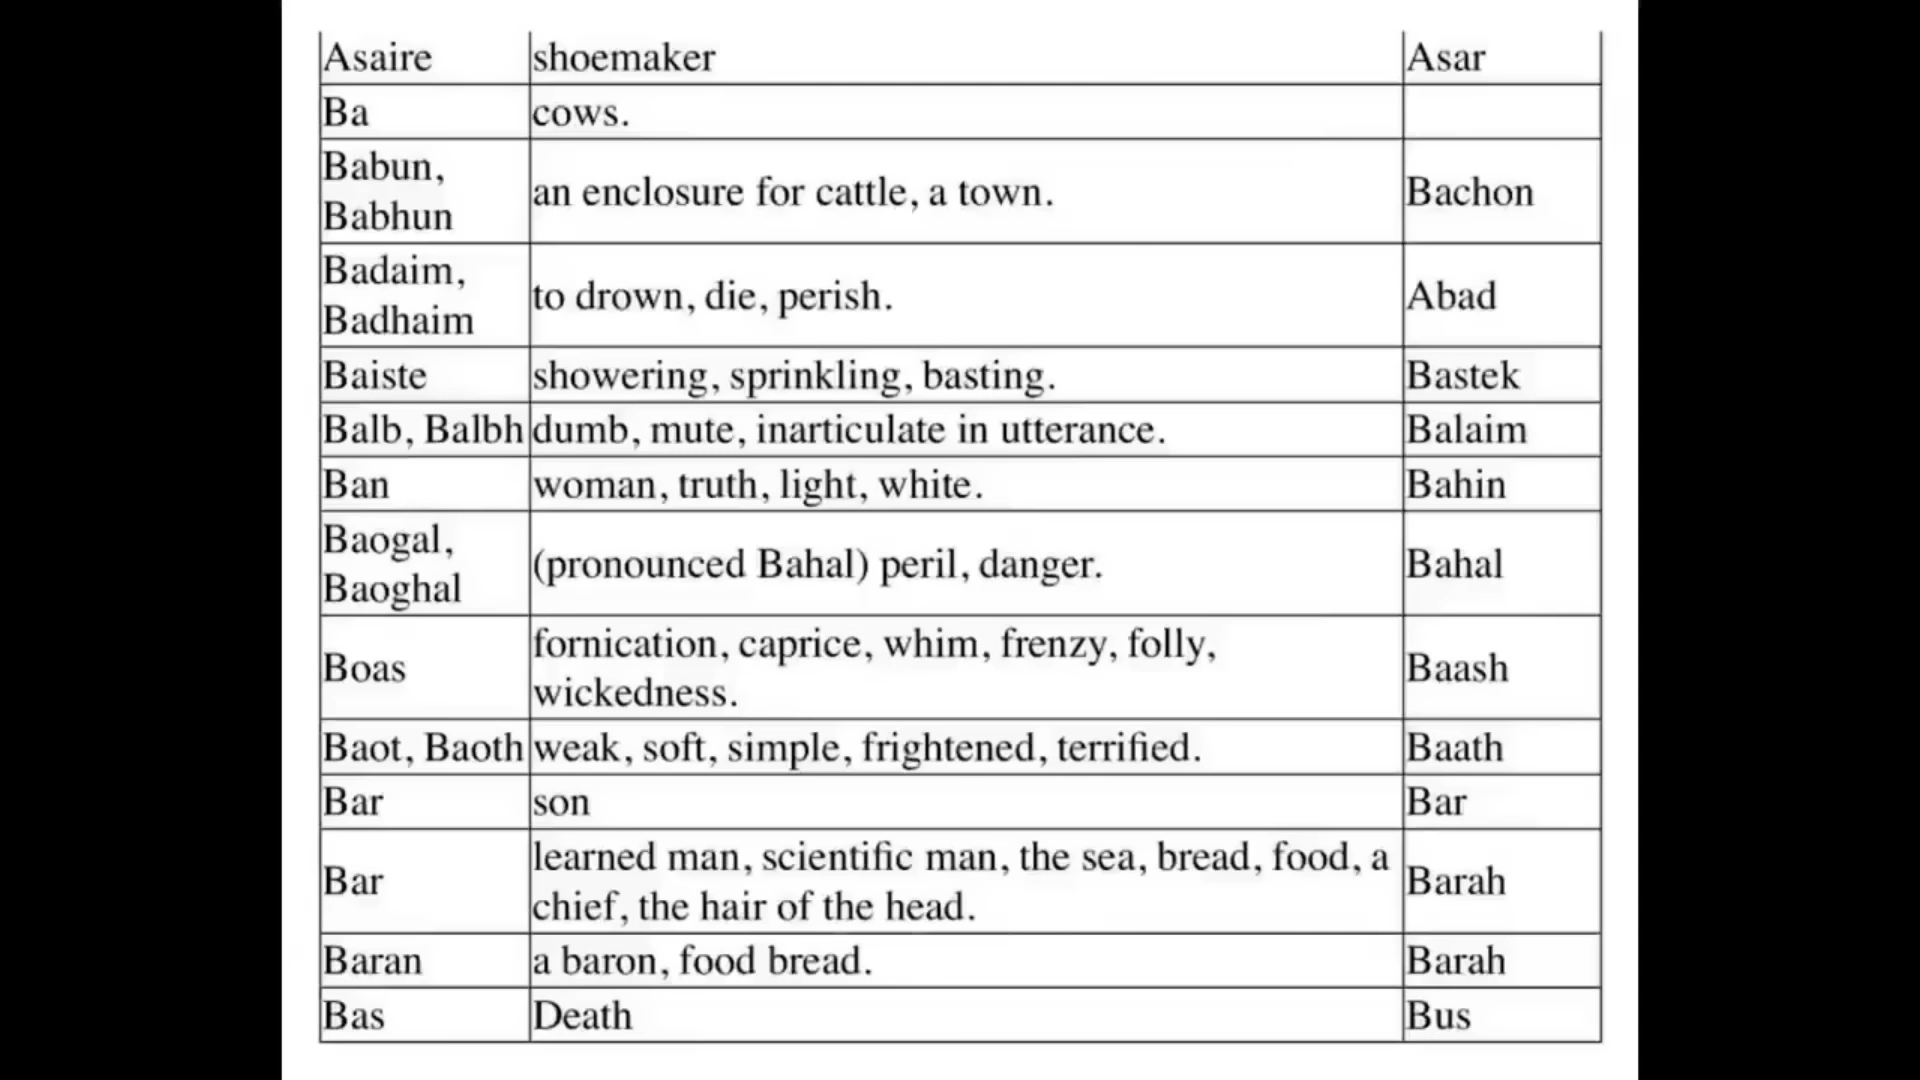 Asaire shoemaker Asar
Ba cows.
Babun,
Babhun
an enclosure for cattle, a town. Bachon
Badaim,
Badhaim
to drown, die, perish. Abad
Baiste showering, sprinkling, basting. Bastek
Balb, Balbh dumb, mute, inarticulate in utterance. Balaim
Ban woman, truth, light, white. Bahin
Baogal,
Baoghal
(pronounced Bahal) peril, danger. Bahal
Boas
fornication, caprice, whim, frenzy, folly,
wickedness.
Baash
Baot, Baoth weak, soft, simple, frightened, terrified. Baath
Bar son Bar
Bar
learned man, scientific man, the sea, bread, food, a
chief, the hair of the head.
Barah
Baran a baron, food bread. Barah
Bas Death Bus